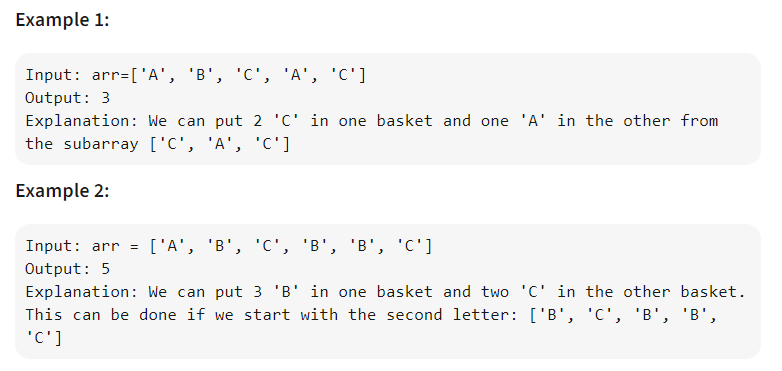 Example 1:
Input: arr=['A', 'B', 'C', 'A', 'C']
Output: 3
Explanation: We can put 2 'C' in one basket and one 'A' in the other from
the subarray ['C', 'A', 'C']
Example 2:
Input: arr = ['A', 'B', 'C', 'B', 'B', 'C']
Output: 5
Explanation: We can put 3 'B' in one basket and two 'C' in the other basket.
This can be done if we start with the second letter: ['B', 'C', 'B', 'B',
'C']